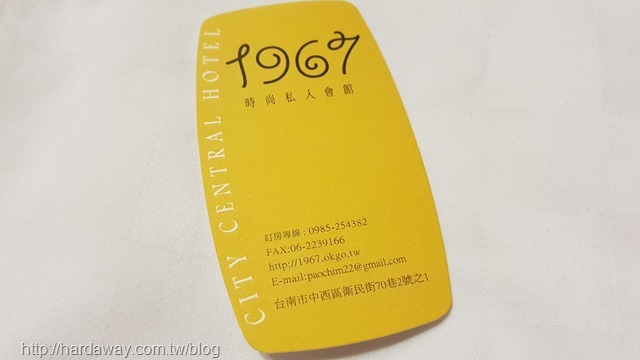 1967
時尚私人會館
CITY CENTRAL HOTEL
訂房專線：0985-254382
FAX:06-2239166
http://1967.okgo.tw
E-mail:paochim22@gmail.com
台南市中西區衛民街70巷2號之1
http://hardaway.com.tw/blog